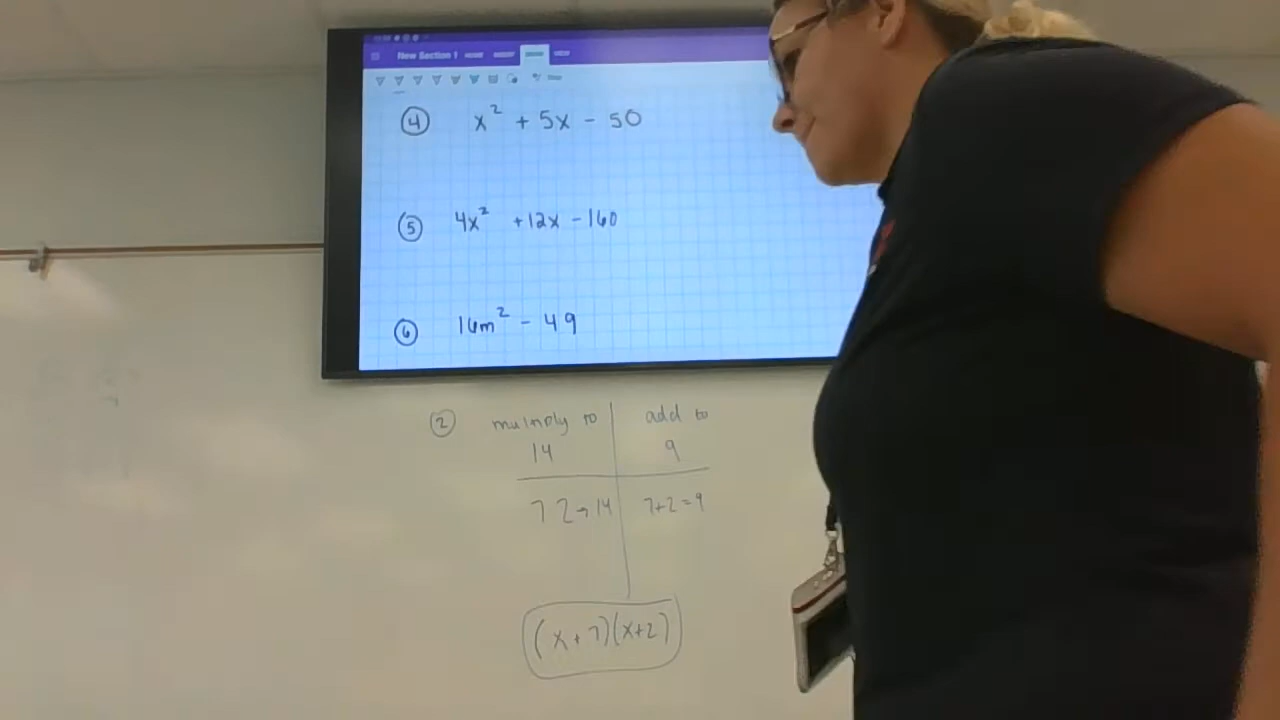 New Section 1
④ x² + 5x - 50
⑤ 4x² + 12x - 160
⑥ 16m² - 49
② multiply to | add to
14 | 9
7 2 → 14 | 7+2=9
(x+7)(x+2)